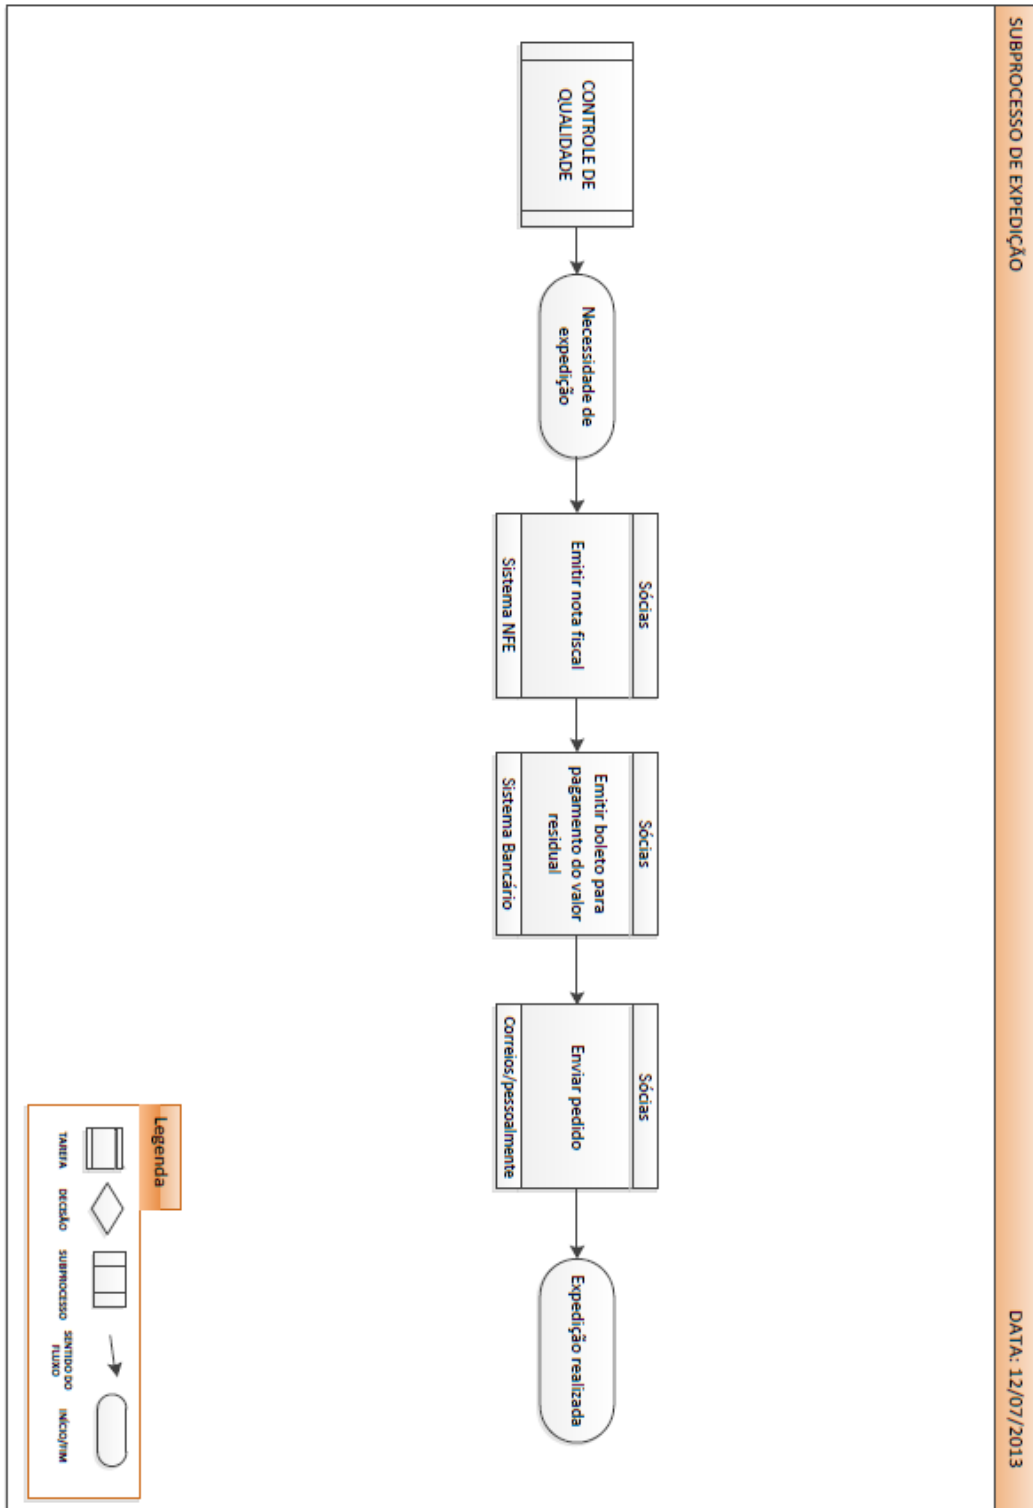 SUBPROCESSO DE EXPEDIÇÃO
DATA: 12/07/2013
CONTROLE DE
QUALIDADE
Necessidade de
expedição
Sócias
Emitir nota fiscal
Sistema NFE
Sócias
Emitir boleto para
pagamento do valor
residual
Sistema Bancário
Sócias
Enviar pedido
Correios/pessoalmente
Expedição realizada
Legenda
TAREFA
DECISÃO
SUBPROCESSO
SENTIDO DO
FLUXO
INÍCIO/FIM